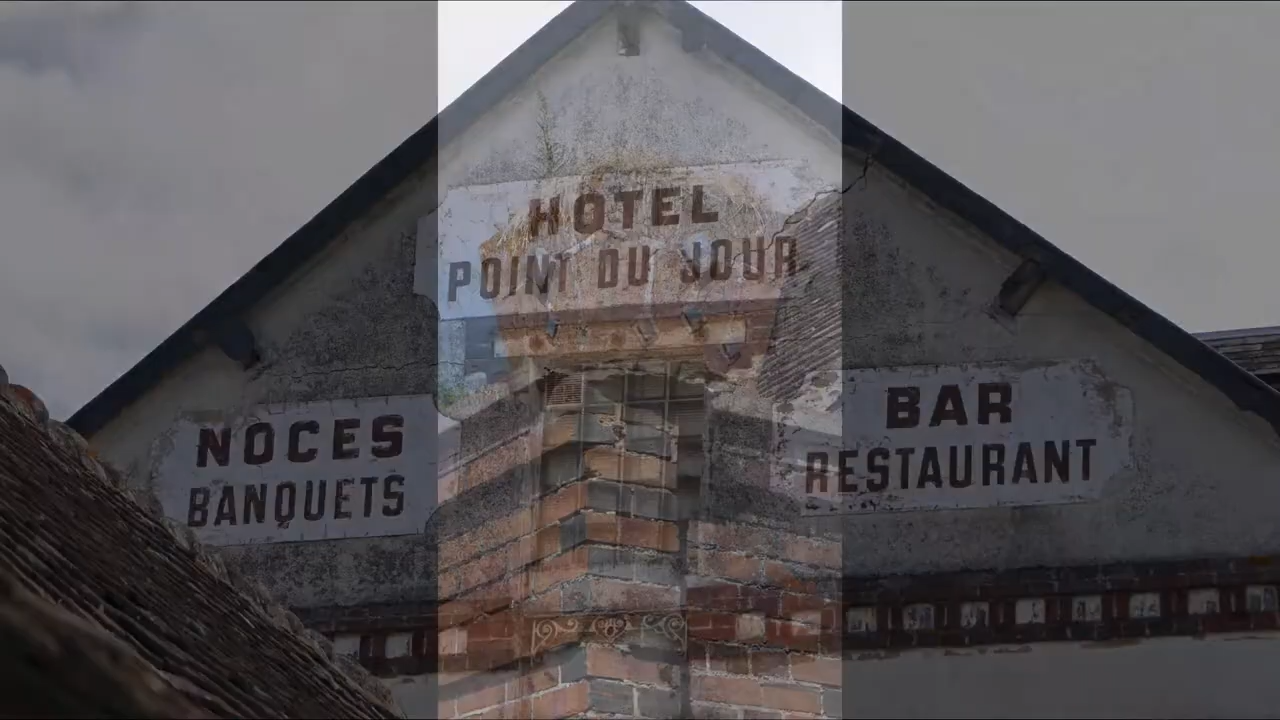 HOTEL
POINT DU JOUR
NOCES
BANQUETS
BAR
RESTAURANT